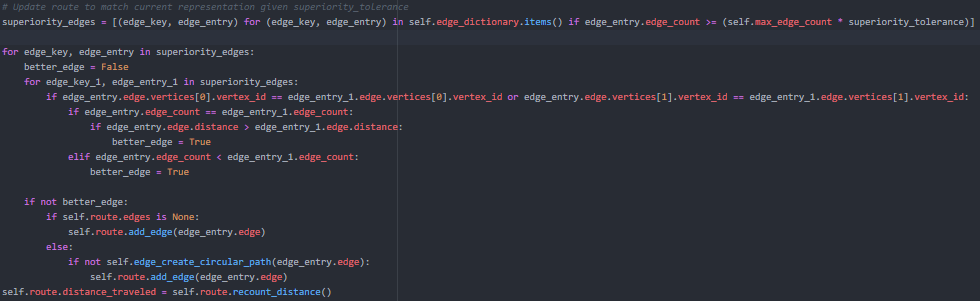 # Update route to match current representation given superiority_tolerance
superiority_edges = [(edge_key, edge_entry) for (edge_key, edge_entry) in self.edge_dictionary.items() if edge_entry.edge_count >= (self.max_edge_count * superiority_tolerance)]
for edge_key, edge_entry in superiority_edges:
    better_edge = False
    for edge_key_1, edge_entry_1 in superiority_edges:
        if edge_entry.edge.vertices[0].vertex_id == edge_entry_1.edge.vertices[0].vertex_id or edge_entry.edge.vertices[1].vertex_id == edge_entry_1.edge.vertices[1].vertex_id:
            if edge_entry.edge_count == edge_entry_1.edge_count:
                if edge_entry.edge.distance > edge_entry_1.edge.distance:
                    better_edge = True
            elif edge_entry.edge_count < edge_entry_1.edge_count:
                better_edge = True
    if not better_edge:
        if self.route.edges is None:
            self.route.add_edge(edge_entry.edge)
        else:
            if not self.edge_create_circular_path(edge_entry.edge):
                self.route.add_edge(edge_entry.edge)
self.route.distance_traveled = self.route.recount_distance()